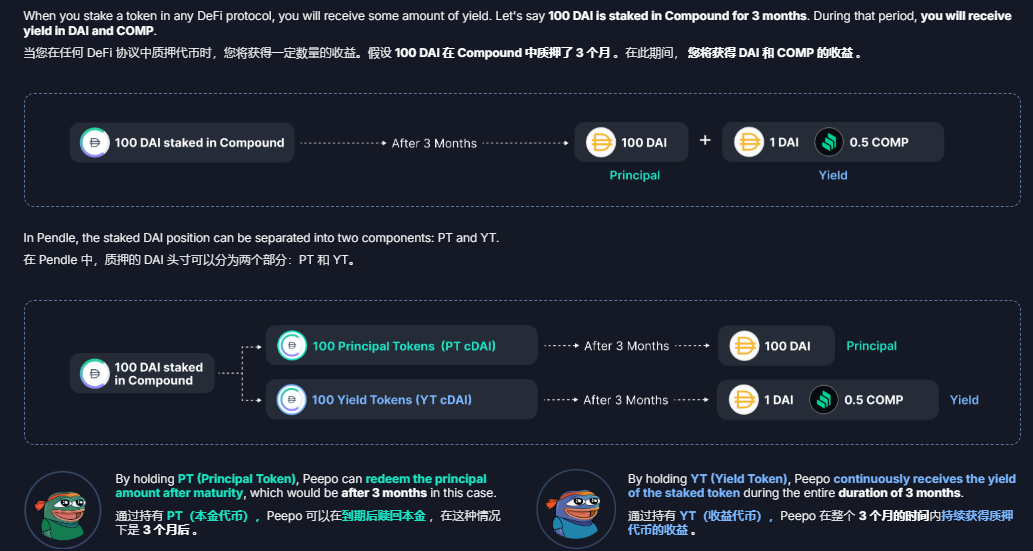 When you stake a token in any DeFi protocol, you will receive some amount of yield. Let's say 100 DAI is staked in Compound for 3 months. During that period, you will receive
yield in DAI and COMP.
当您在任何 DeFi 协议中质押代币时，您将获得一定数量的收益。假设 100 DAI 在 Compound 中质押了 3 个月 。在此期间， 您将获得 DAI 和 COMP 的收益 。
100 DAI staked in Compound
After 3 Months
100 DAI
+
1 DAI
0.5 COMP
Principal
Yield
In Pendle, the staked DAI position can be separated into two components: PT and YT.
在 Pendle 中，质押的 DAI 头寸可以分为两个部分：PT 和 YT。
100 DAI staked
in Compound
100 Principal Tokens (PT cDAI)
After 3 Months
100 DAI
Principal
100 Yield Tokens (YT cDAI)
After 3 Months
1 DAI
0.5 COMP
Yield
By holding PT (Principal Token), Peepo can redeem the principal
amount after maturity, which would be after 3 months in this case.
通过持有 PT（本金代币）， Peepo 可以在到期后赎回本金 ，在这种情况
下是 3 个月后 。
By holding YT (Yield Token), Peepo continuously receives the yield
of the staked token during the entire duration of 3 months.
通过持有 YT（收益代币）， Peepo 在整个 3 个月的时间内持续获得质押
代币的收益 。